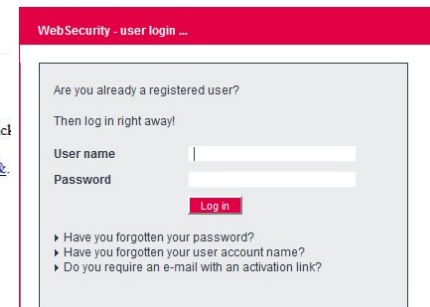 WebSecurity - user login ...
Are you already a registered user?
Then log in right away!
User name
Password
Log in
Have you forgotten your password?
Have you forgotten your user account name?
Do you require an e-mail with an activation link?